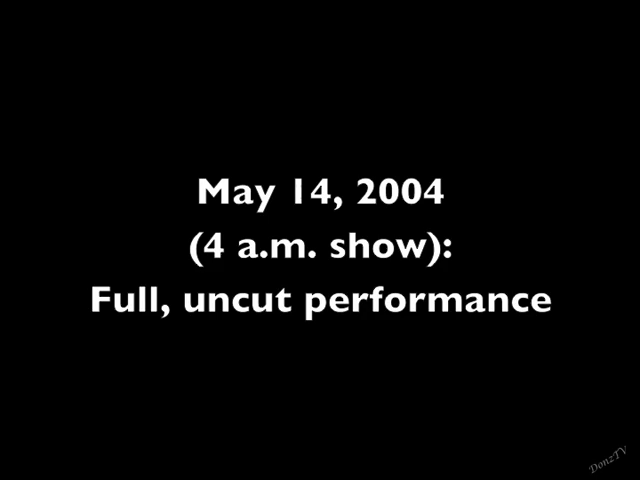 May 14, 2004
(4 a.m. show):
Full, uncut performance
DonzTV